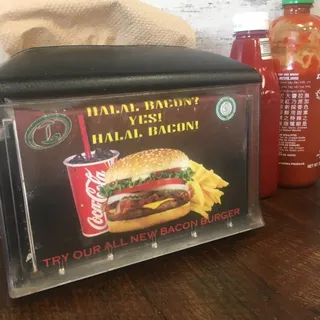 HALAL BACON?
YES!
HALAL BACON!
Coca-Cola
TRY OUR ALL NEW BACON BURGER